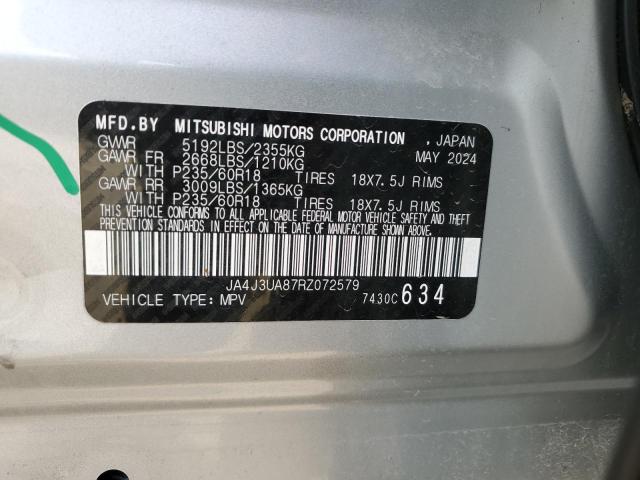 MFD.BY MITSUBISHI MOTORS CORPORATION , JAPAN
GVWR 5192LBS/2355KG MAY 2024
GAWR FR 2668LBS/1210KG
WITH P235/60R18 TIRES 18X7.5J RIMS
GAWR RR 3009LBS/1365KG
WITH P235/60R18 TIRES 18X7.5J RIMS
THIS VEHICLE CONFORMS TO ALL APPLICABLE FEDERAL MOTOR VEHICLE SAFETY AND THEFT
PREVENTION STANDARDS IN EFFECT ON THE DATE OF MANUFACTURE SHOWN ABOVE.
JA4J3UA87RZ072579
VEHICLE TYPE:MPV 7430C 634